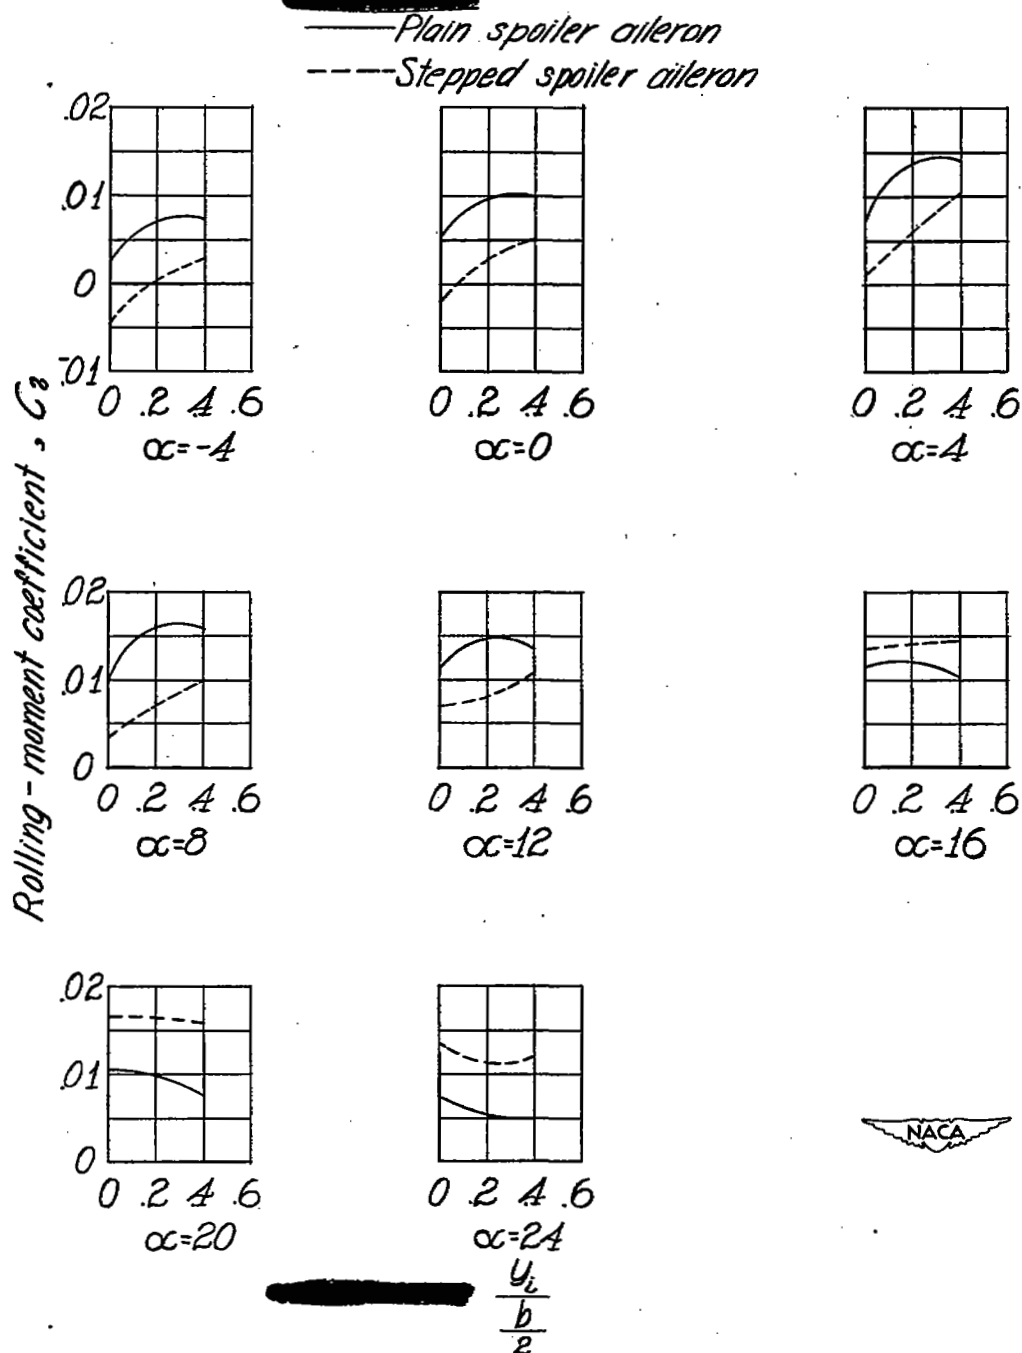 Plain spoiler aileron
Stepped spoiler aileron
.02
.01
0
-.01
0 .2 .4 .6
0 .2 .4 .6
0 .2 .4 .6
α=-4
α=0
α=4
Rolling-moment coefficient, C₂
.02
.01
0
0 .2 .4 .6
0 .2 .4 .6
0 .2 .4 .6
α=8
α=12
α=16
.02
.01
0
0 .2 .4 .6
0 .2 .4 .6
α=20
α=24
NACA
yᵢ
b
2